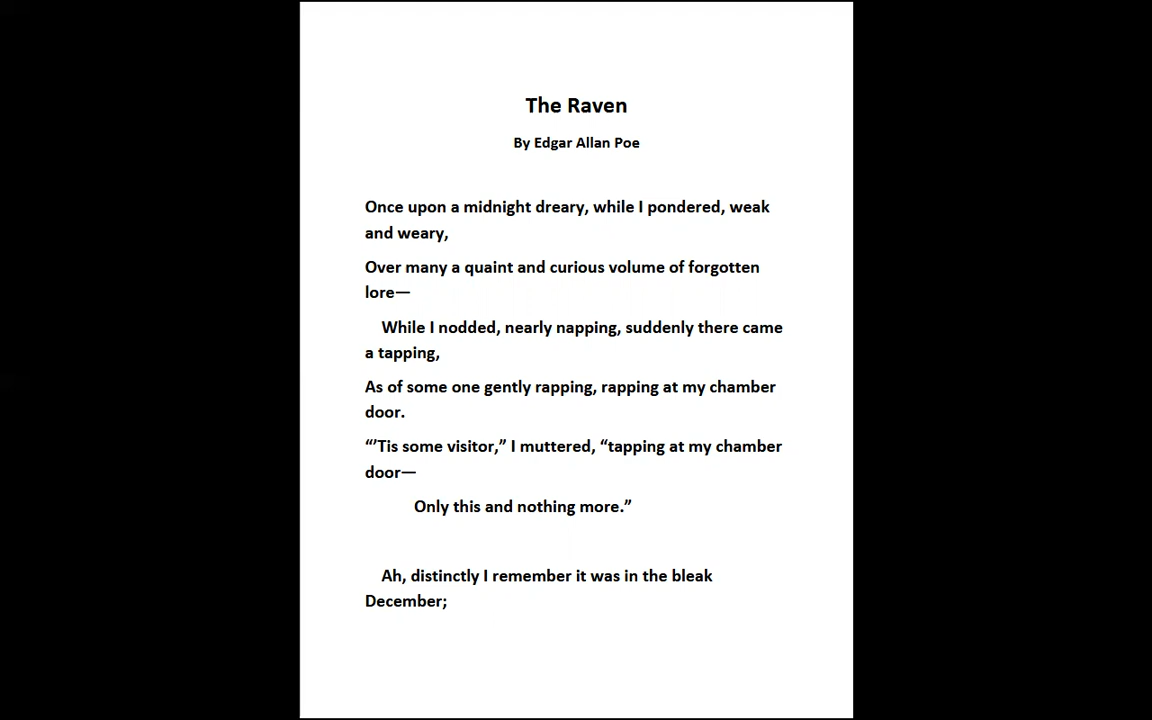 The Raven
By Edgar Allan Poe
Once upon a midnight dreary, while I pondered, weak
and weary,
Over many a quaint and curious volume of forgotten
lore—
While I nodded, nearly napping, suddenly there came
a tapping,
As of some one gently rapping, rapping at my chamber
door.
“’Tis some visitor,” I muttered, “tapping at my chamber
door—
Only this and nothing more.”
Ah, distinctly I remember it was in the bleak
December;